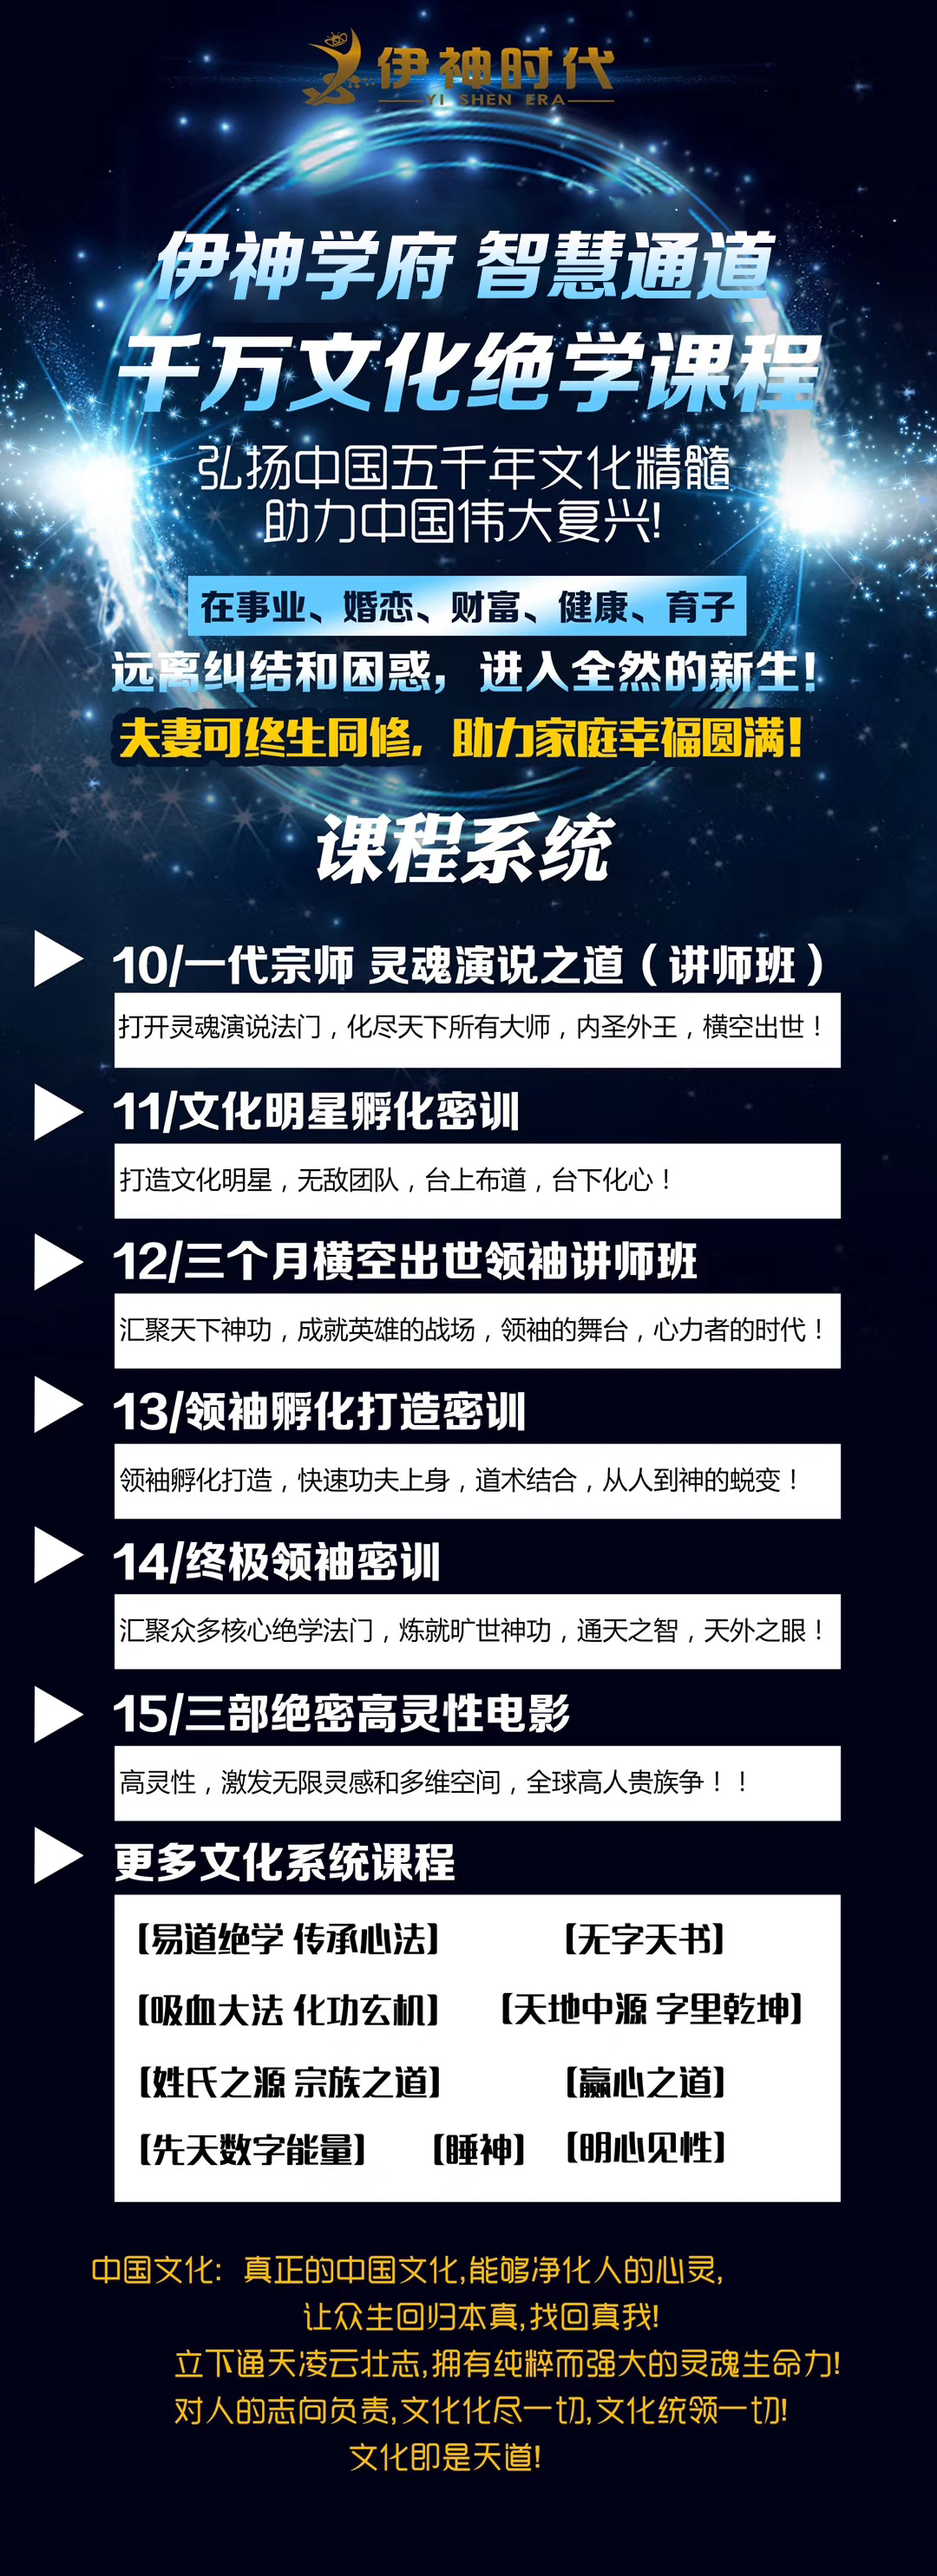 伊神时代
YI SHEN ERA
伊神学府 智慧通道
千万文化绝学课程
弘扬中国五千年文化精髓
助力中国伟大复兴!
在事业、婚恋、财富、健康、育子
远离纠结和困惑，进入全然的新生！
夫妻可终生同修，助力家庭幸福圆满！
课程系统
10/一代宗师 灵魂演说之道（讲师班）
打开灵魂演说法门，化尽天下所有大师，内圣外王，横空出世！
11/文化明星孵化密训
打造文化明星，无敌团队，台上布道，台下化心！
12/三个月横空出世领袖讲师班
汇聚天下神功，成就英雄的战场，领袖的舞台，心力者的时代！
13/领袖孵化打造密训
领袖孵化打造，快速功夫上身，道术结合，从人到神的蜕变！
14/终极领袖密训
汇聚众多核心绝学法门，炼就旷世神功，通天之智，天外之眼！
15/三部绝密高灵性电影
高灵性，激发无限灵感和多维空间，全球高人贵族争！！
更多文化系统课程
【易道绝学 传承心法】 【无字天书】
【吸血大法 化功玄机】 【天地中源 字里乾坤】
【姓氏之源 宗族之道】 【赢心之道】
【先天数字能量】 【睡神】 【明心见性】
中国文化: 真正的中国文化,能够净化人的心灵,
让众生回归本真,找回真我!
立下通天凌云壮志,拥有纯粹而强大的灵魂生命力!
对人的志向负责,文化化尽一切,文化统领一切!
文化即是天道!